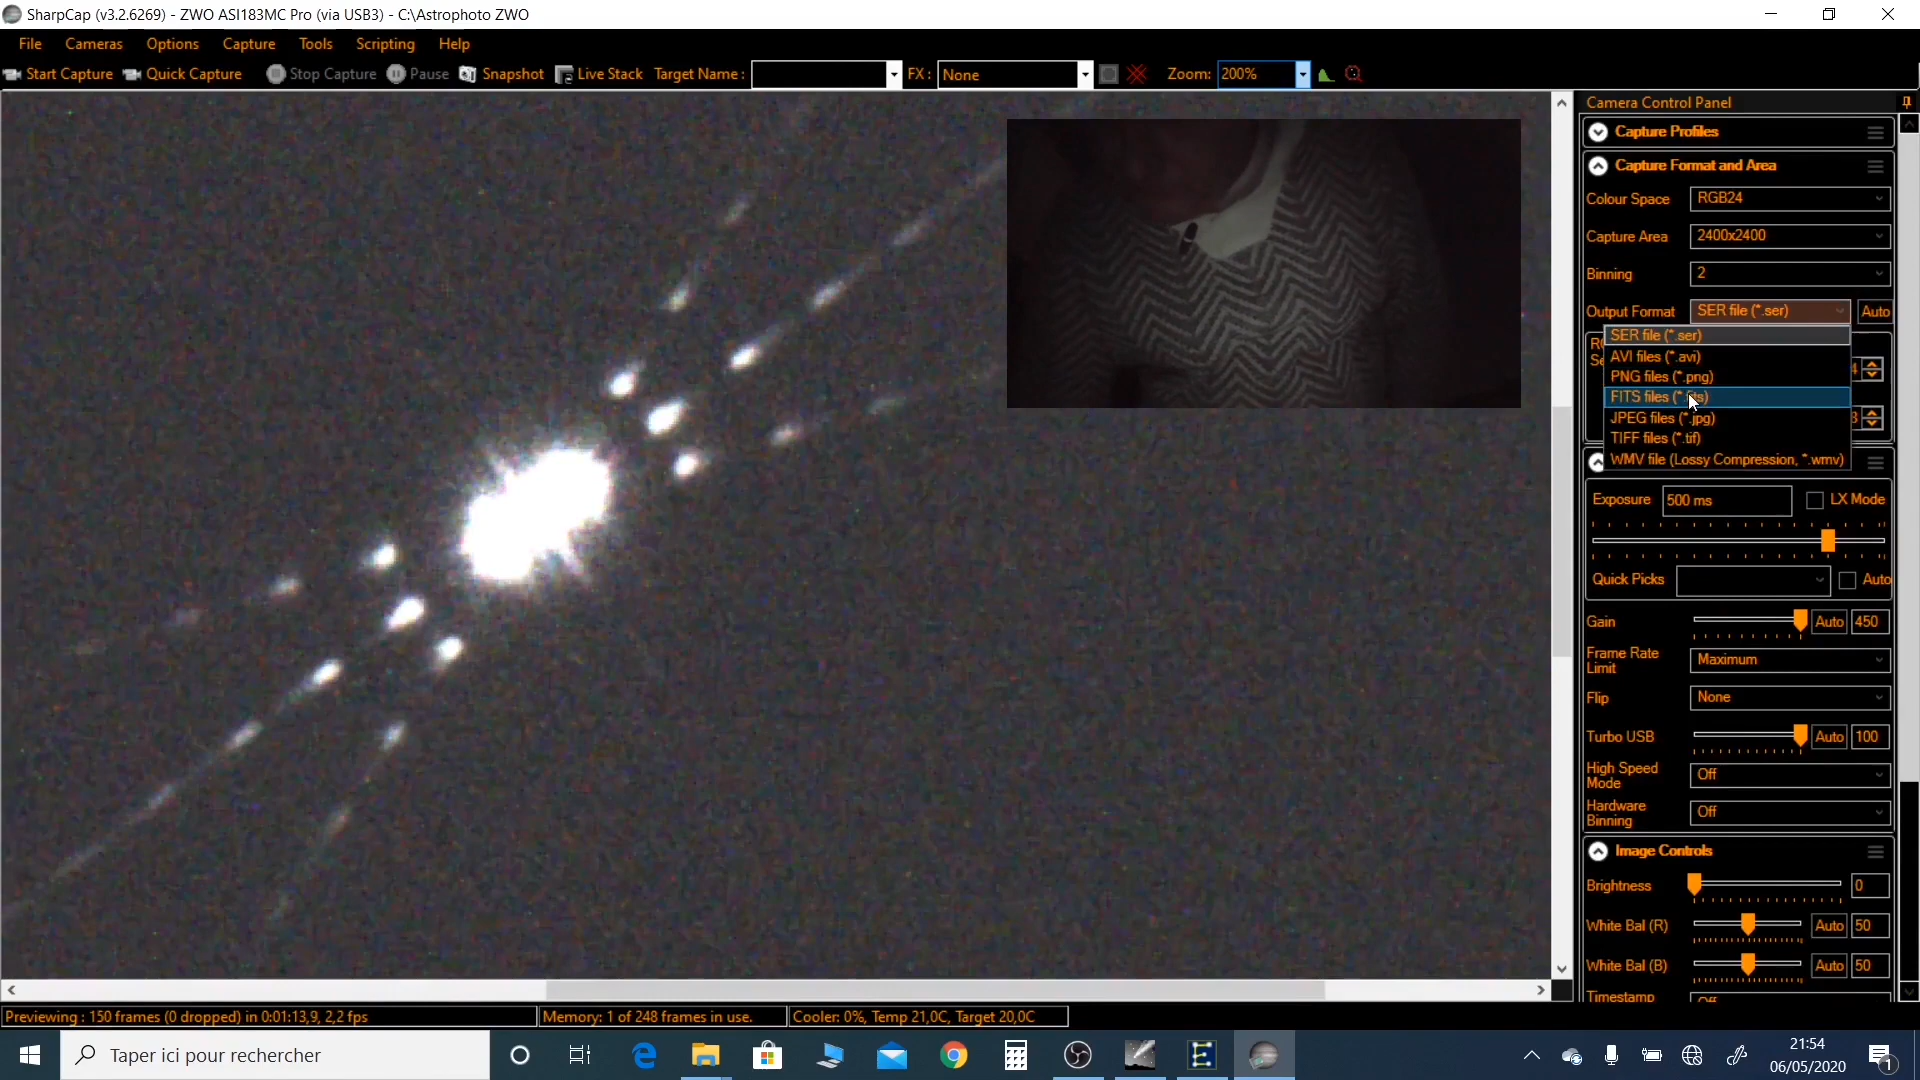 SharpCap (v3.2.6269) - ZWO ASI183MC Pro (via USB3) - C:\Astrophoto ZWO
File Cameras Options Capture Tools Scripting Help
Start Capture Quick Capture Stop Capture Pause Snapshot Live Stack Target Name : FX : None Zoom: 200%
Camera Control Panel
Capture Profiles
Capture Format and Area
Colour Space RGB24
Capture Area 2400x2400
Binning 2
Output Format SER file (*.ser) Auto
SER file (*.ser)
AVI files (*.avi)
PNG files (*.png)
FITS files (*.fits)
JPEG files (*.jpg)
TIFF files (*.tif)
WMV file (Lossy Compression, *.wmv)
Exposure 500 ms LX Mode
Quick Picks Auto
Gain Auto 450
Frame Rate
Limit Maximum
Flip None
Turbo USB Auto 100
High Speed
Mode Off
Hardware
Binning Off
Image Controls
Brightness 0
White Bal (R) Auto 50
White Bal (B) Auto 50
Timestamp Off
Previewing : 150 frames (0 dropped) in 0:01:13,9, 2,2 fps Memory: 1 of 248 frames in use. Cooler: 0%, Temp 21,0C, Target 20,0C
Taper ici pour rechercher
21:54
06/05/2020
1